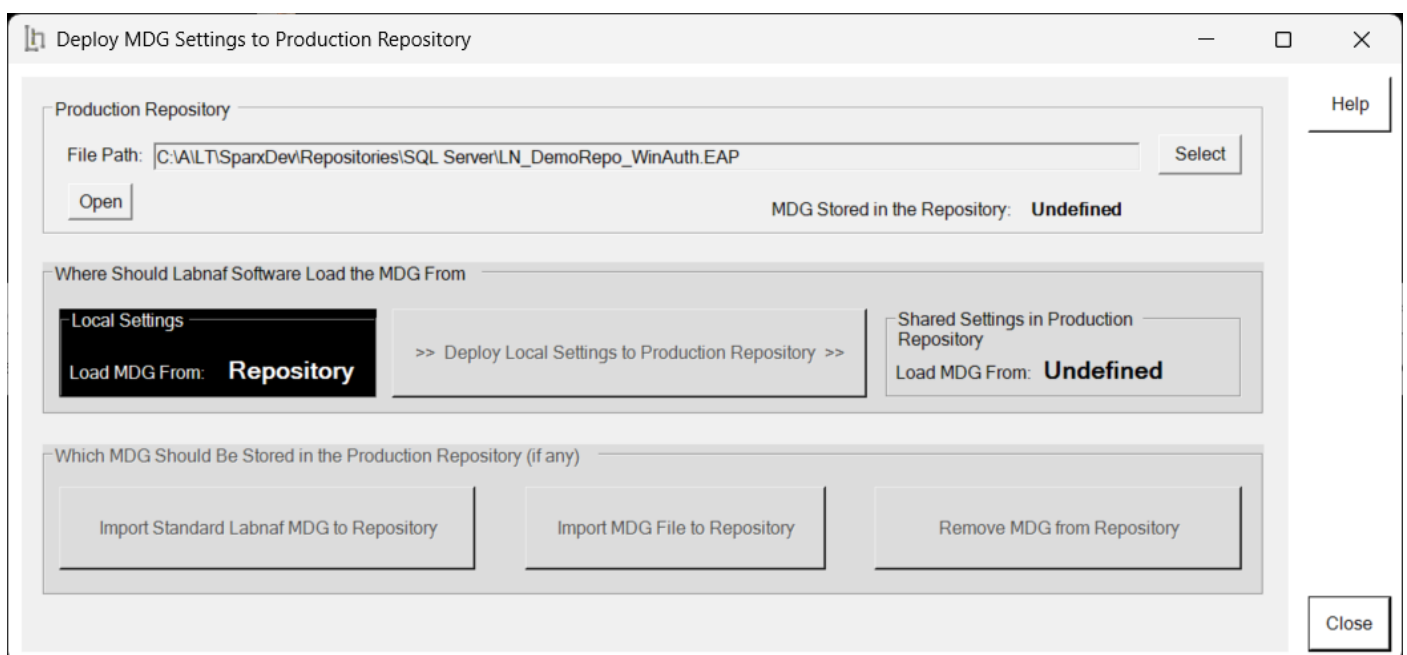 Deploy MDG Settings to Production Repository
Help
Production Repository
File Path: C:\A\LT\SparxDev\Repositories\SQL Server\LN_DemoRepo_WinAuth.EAP
Select
Open
MDG Stored in the Repository: Undefined
Where Should Labnaf Software Load the MDG From
Local Settings
Load MDG From: Repository
>> Deploy Local Settings to Production Repository >>
Shared Settings in Production
Repository
Load MDG From: Undefined
Which MDG Should Be Stored in the Production Repository (if any)
Import Standard Labnaf MDG to Repository
Import MDG File to Repository
Remove MDG from Repository
Close